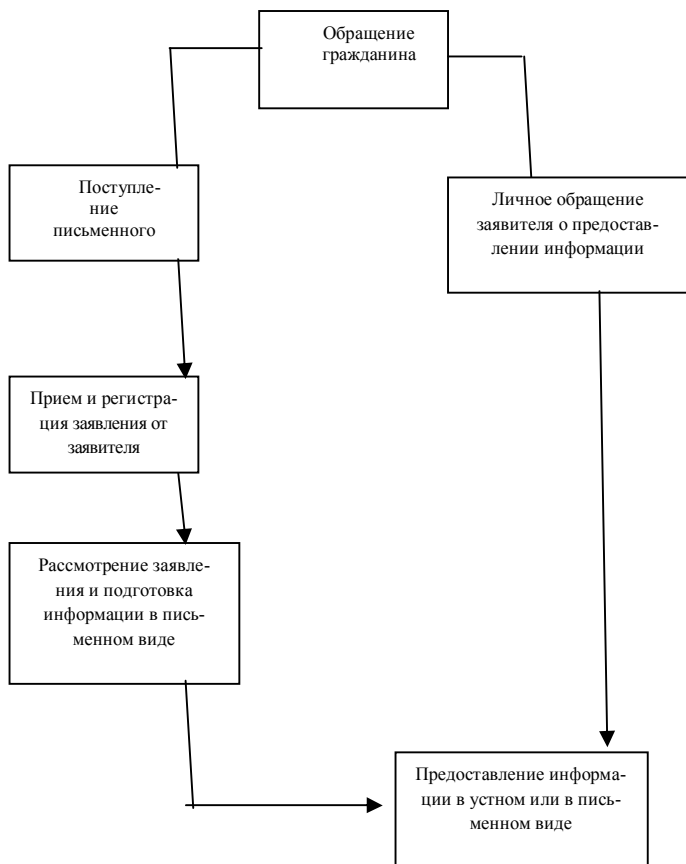 Обращение
гражданина
Поступле-
ние
письменного
Личное обращение
заявителя о предостав-
лении информации
Прием и регистра-
ция заявления от
заявителя
Рассмотрение заявле-
ния и подготовка
информации в пись-
менном виде
Предоставление информа-
ации в устном или в пись-
менном виде